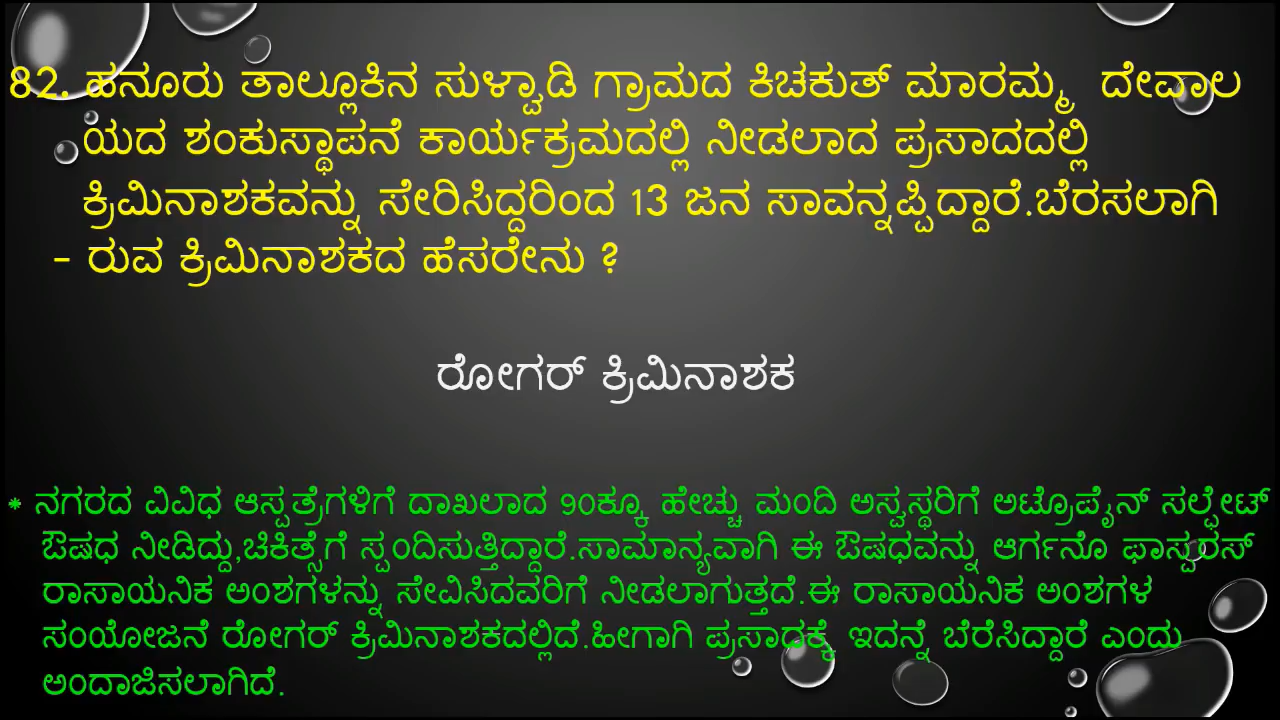 82. ಹನೂರು ತಾಲ್ಲೂಕಿನ ಸುಳ್ವಾಡಿ ಗ್ರಾಮದ ಕಿಚಕುತ್ ಮಾರಮ್ಮ ದೇವಾಲ
ಯದ ಶಂಕುಸ್ಥಾಪನೆ ಕಾರ್ಯಕ್ರಮದಲ್ಲಿ ನೀಡಲಾದ ಪ್ರಸಾದದಲ್ಲಿ
ಕ್ರಿಮಿನಾಶಕವನ್ನು ಸೇರಿಸಿದ್ದರಿಂದ 13 ಜನ ಸಾವನ್ನಪ್ಪಿದ್ದಾರೆ.ಬೆರಸಲಾಗಿ
- ರುವ ಕ್ರಿಮಿನಾಶಕದ ಹೆಸರೇನು ?
ರೋಗರ್ ಕ್ರಿಮಿನಾಶಕ
* ನಗರದ ವಿವಿಧ ಆಸ್ಪತ್ರೆಗಳಿಗೆ ದಾಖಲಾದ 90ಕ್ಕೂ ಹೇಚ್ಚು ಮಂದಿ ಅಸ್ವಸ್ಥರಿಗೆ ಅಟ್ರೊಪೈನ್ ಸಲ್ಫೇಟ್
ಔಷಧ ನೀಡಿದ್ದು,ಚಿಕಿತ್ಸೆಗೆ ಸ್ಪಂದಿಸುತ್ತಿದ್ದಾರೆ.ಸಾಮಾನ್ಯವಾಗಿ ಈ ಔಷಧವನ್ನು ಆರ್ಗನೊ ಫಾಸ್ಪರಸ್
ರಾಸಾಯನಿಕ ಅಂಶಗಳನ್ನು ಸೇವಿಸಿದವರಿಗೆ ನೀಡಲಾಗುತ್ತದೆ.ಈ ರಾಸಾಯನಿಕ ಅಂಶಗಳ
ಸಂಯೋಜನೆ ರೋಗರ್ ಕ್ರಿಮಿನಾಶಕದಲ್ಲಿದೆ.ಹೀಗಾಗಿ ಪ್ರಸಾದಕ್ಕೆ ಇದನ್ನೆ ಬೆರೆಸಿದ್ದಾರೆ ಎಂದು
ಅಂದಾಜಿಸಲಾಗಿದೆ.